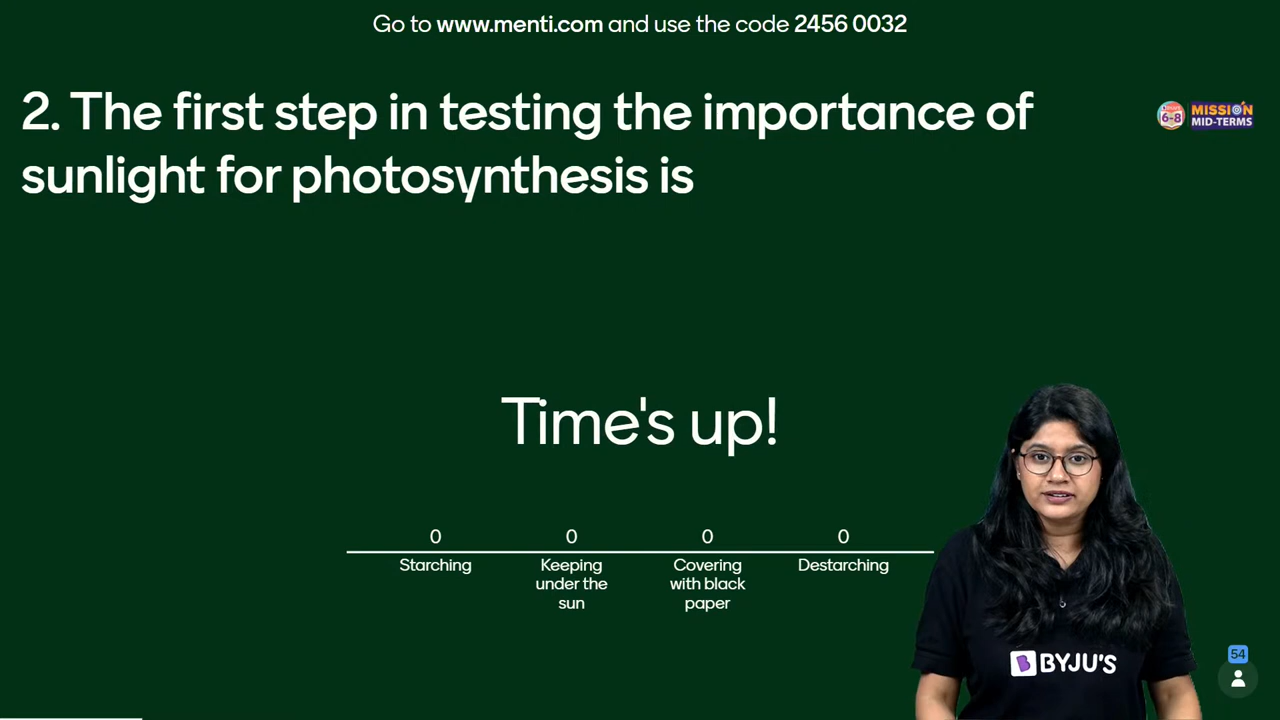 Go to www.menti.com and use the code 2456 0032
2. The first step in testing the importance of
sunlight for photosynthesis is
6-8
MISSION
MID-TERMS
Time's up!
0 0 0 0
Starching
Keeping
under the
sun
Covering
with black
paper
Destarching
BYJU'S
54